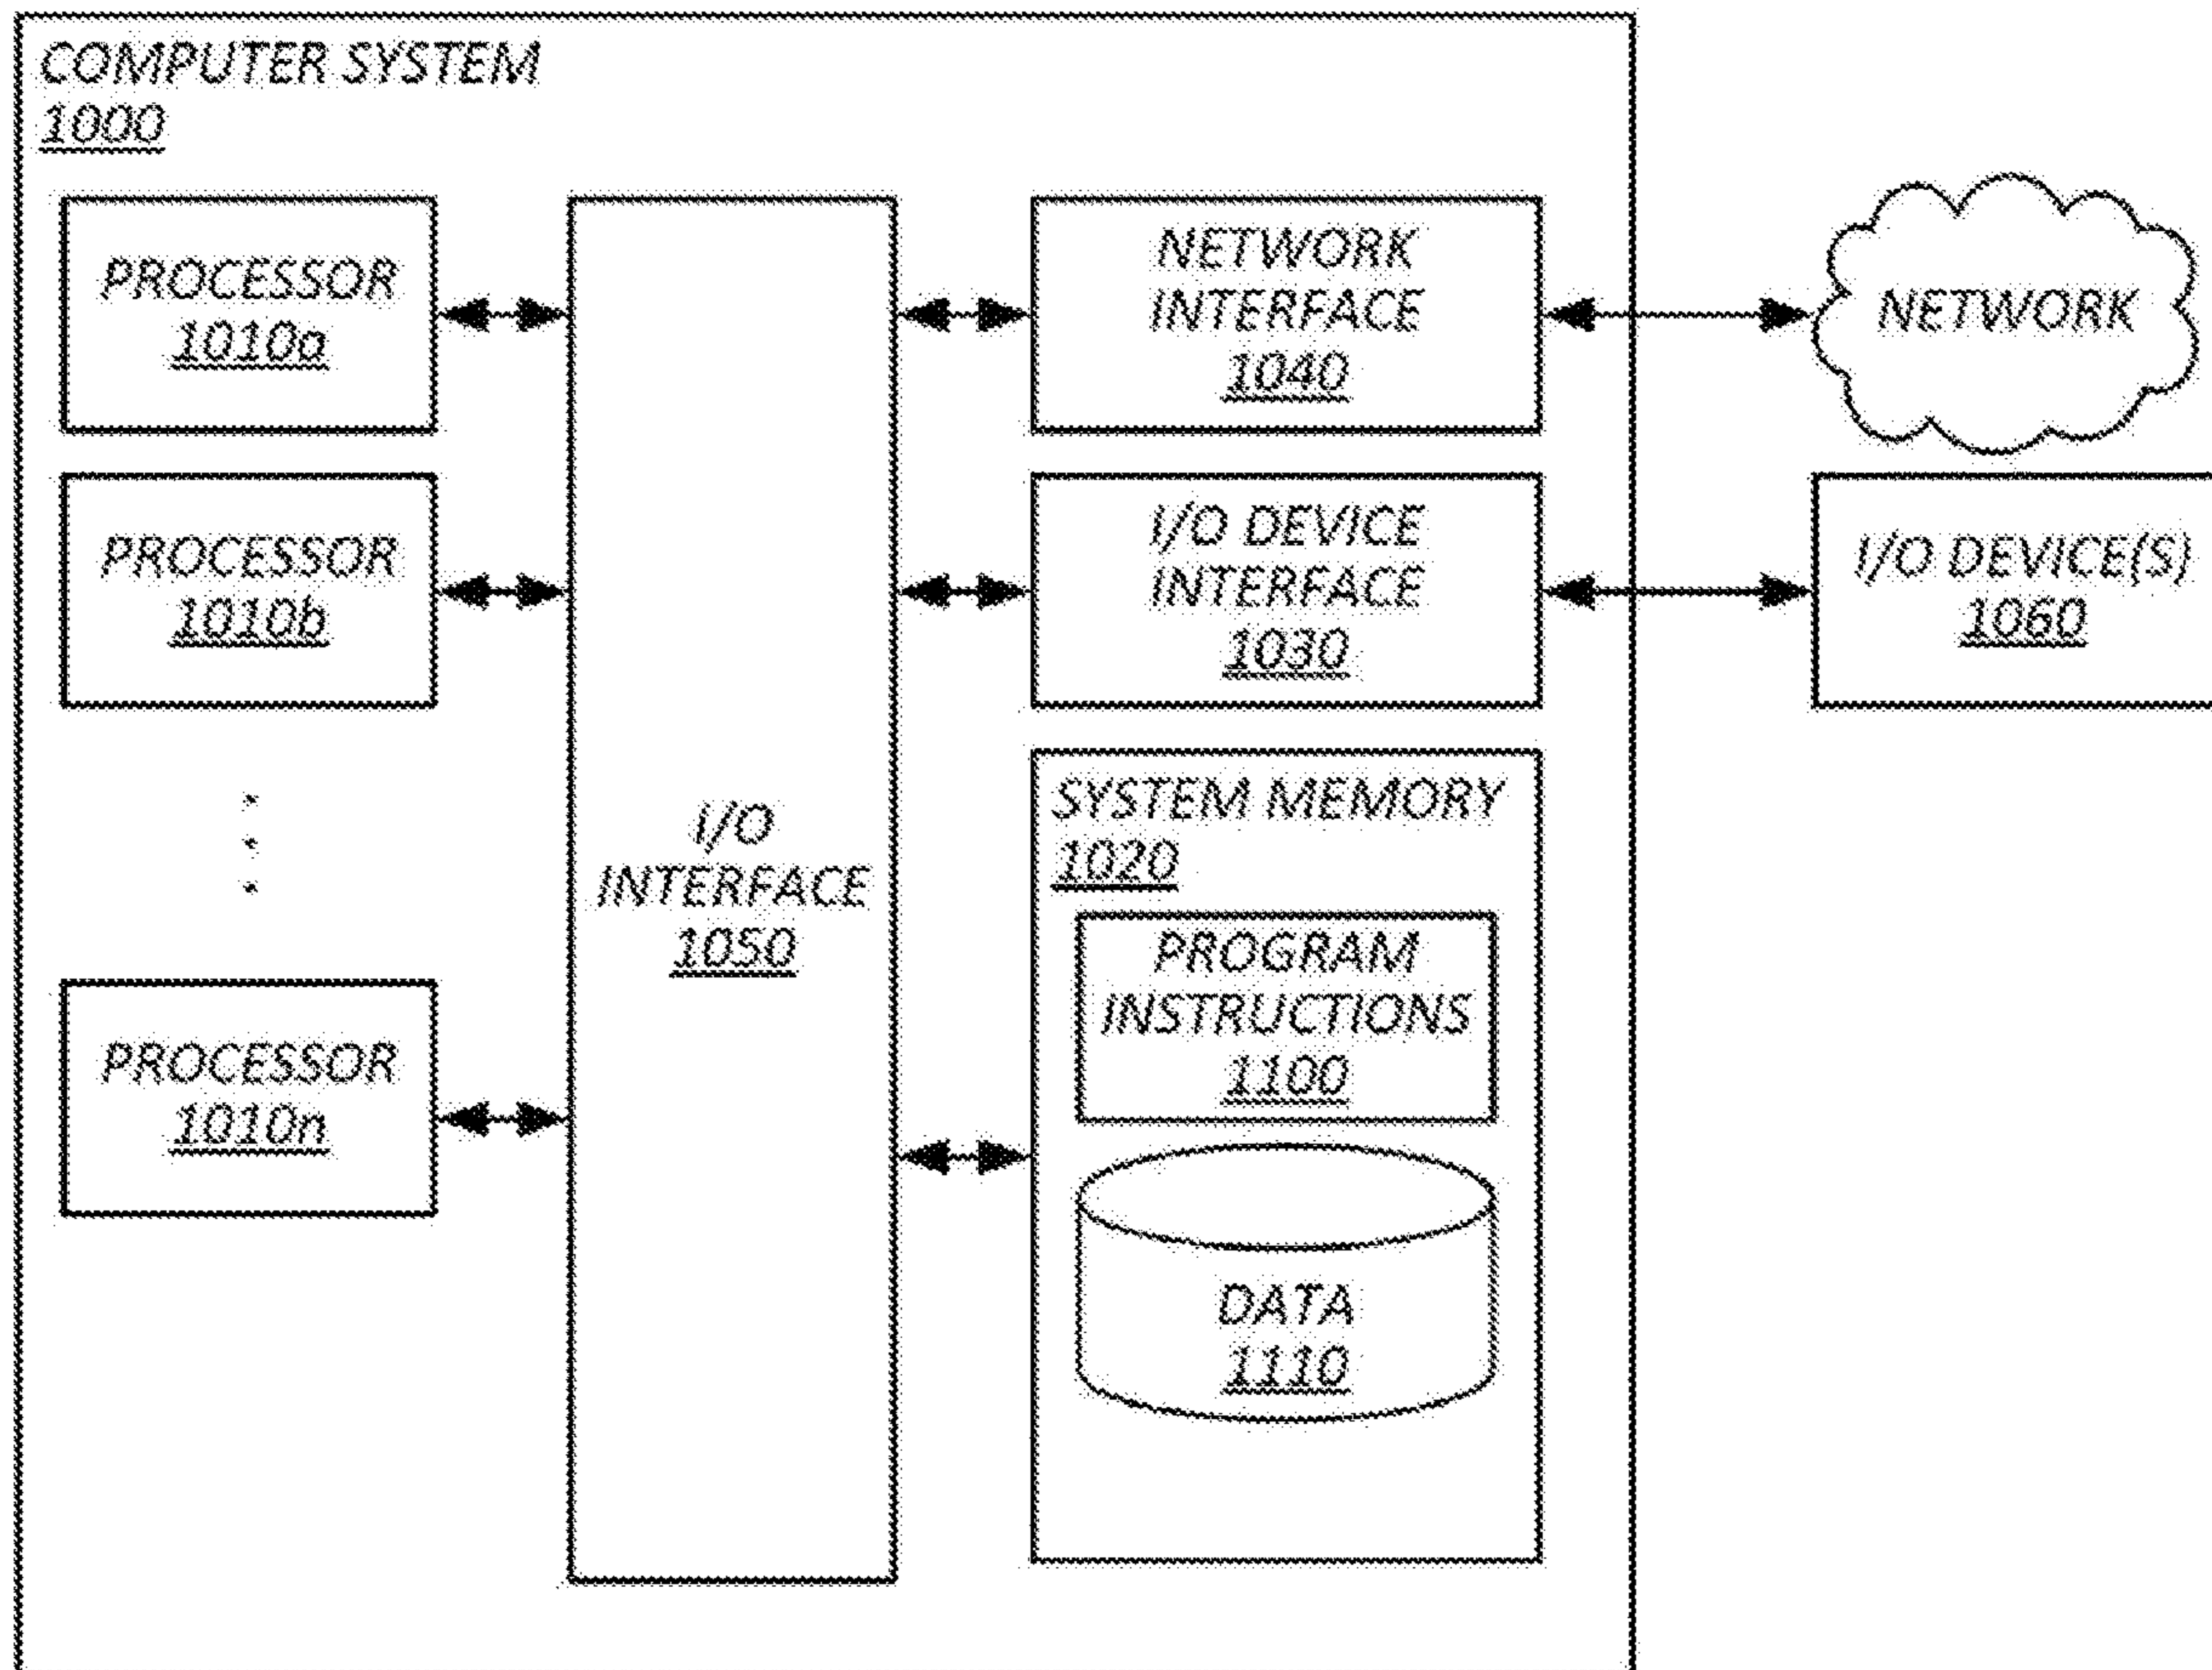 COMPUTER SYSTEM
1000
PROCESSOR
1010a
PROCESSOR
1010b
PROCESSOR
1010n
I/O
INTERFACE
1050
NETWORK
INTERFACE
1040
I/O DEVICE
INTERFACE
1030
SYSTEM MEMORY
1020
PROGRAM
INSTRUCTIONS
1100
DATA
1110
NETWORK
I/O DEVICE(S)
1060